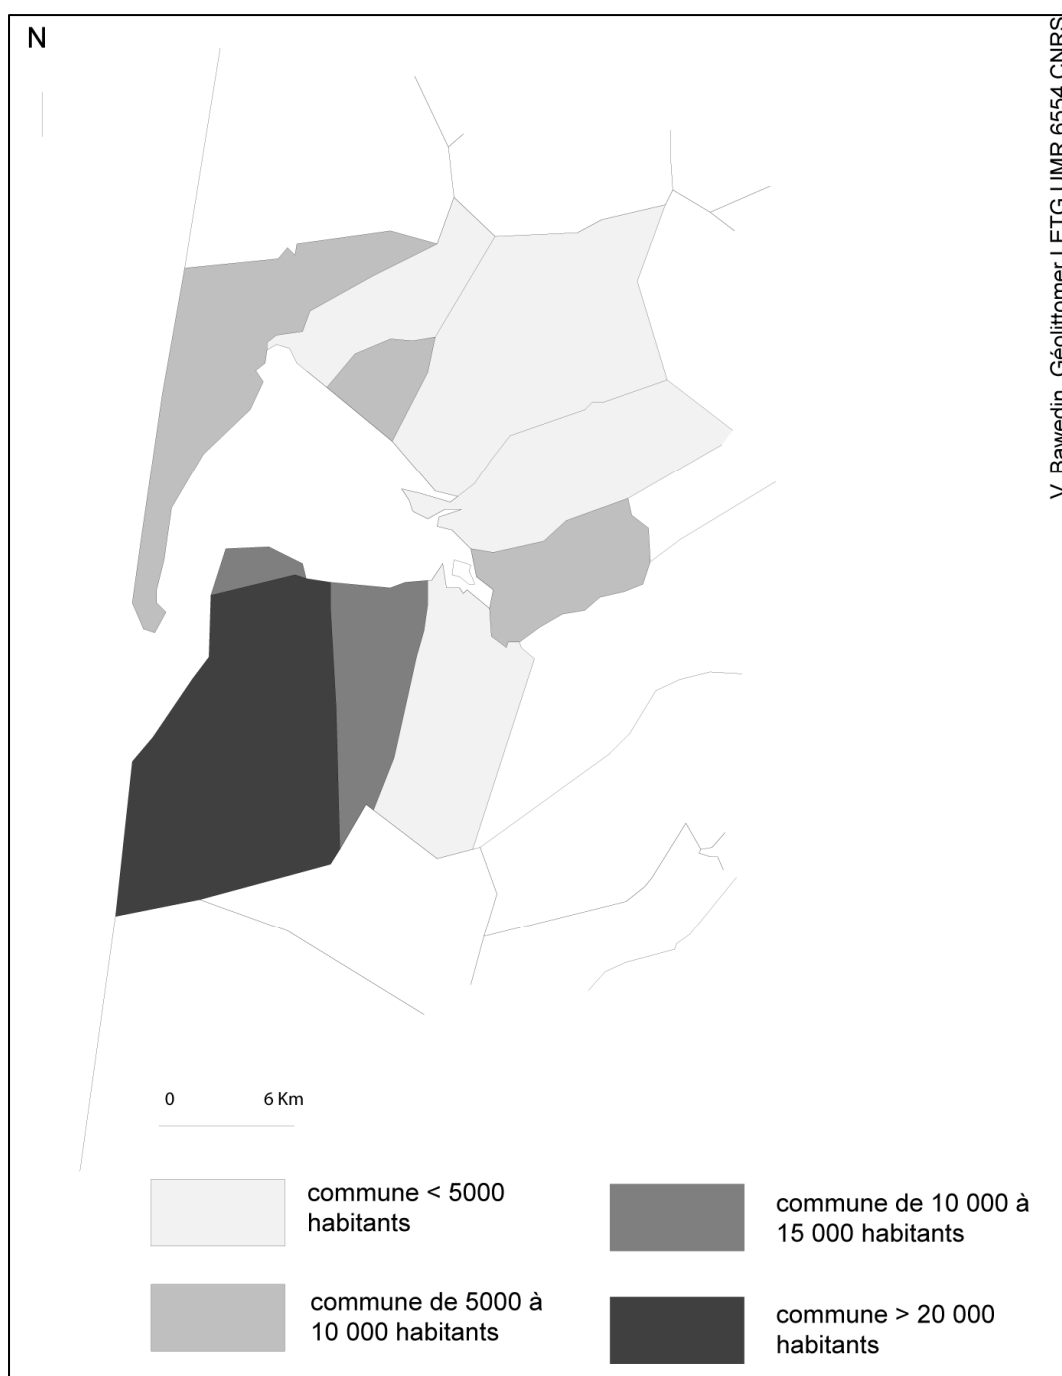 N
V. Bawedin, Géolittomer LETG UMR 6554 CNRS
0 6 Km
commune < 5000
habitants
commune de 10 000 à
15 000 habitants
commune de 5000 à
10 000 habitants
commune > 20 000
habitants